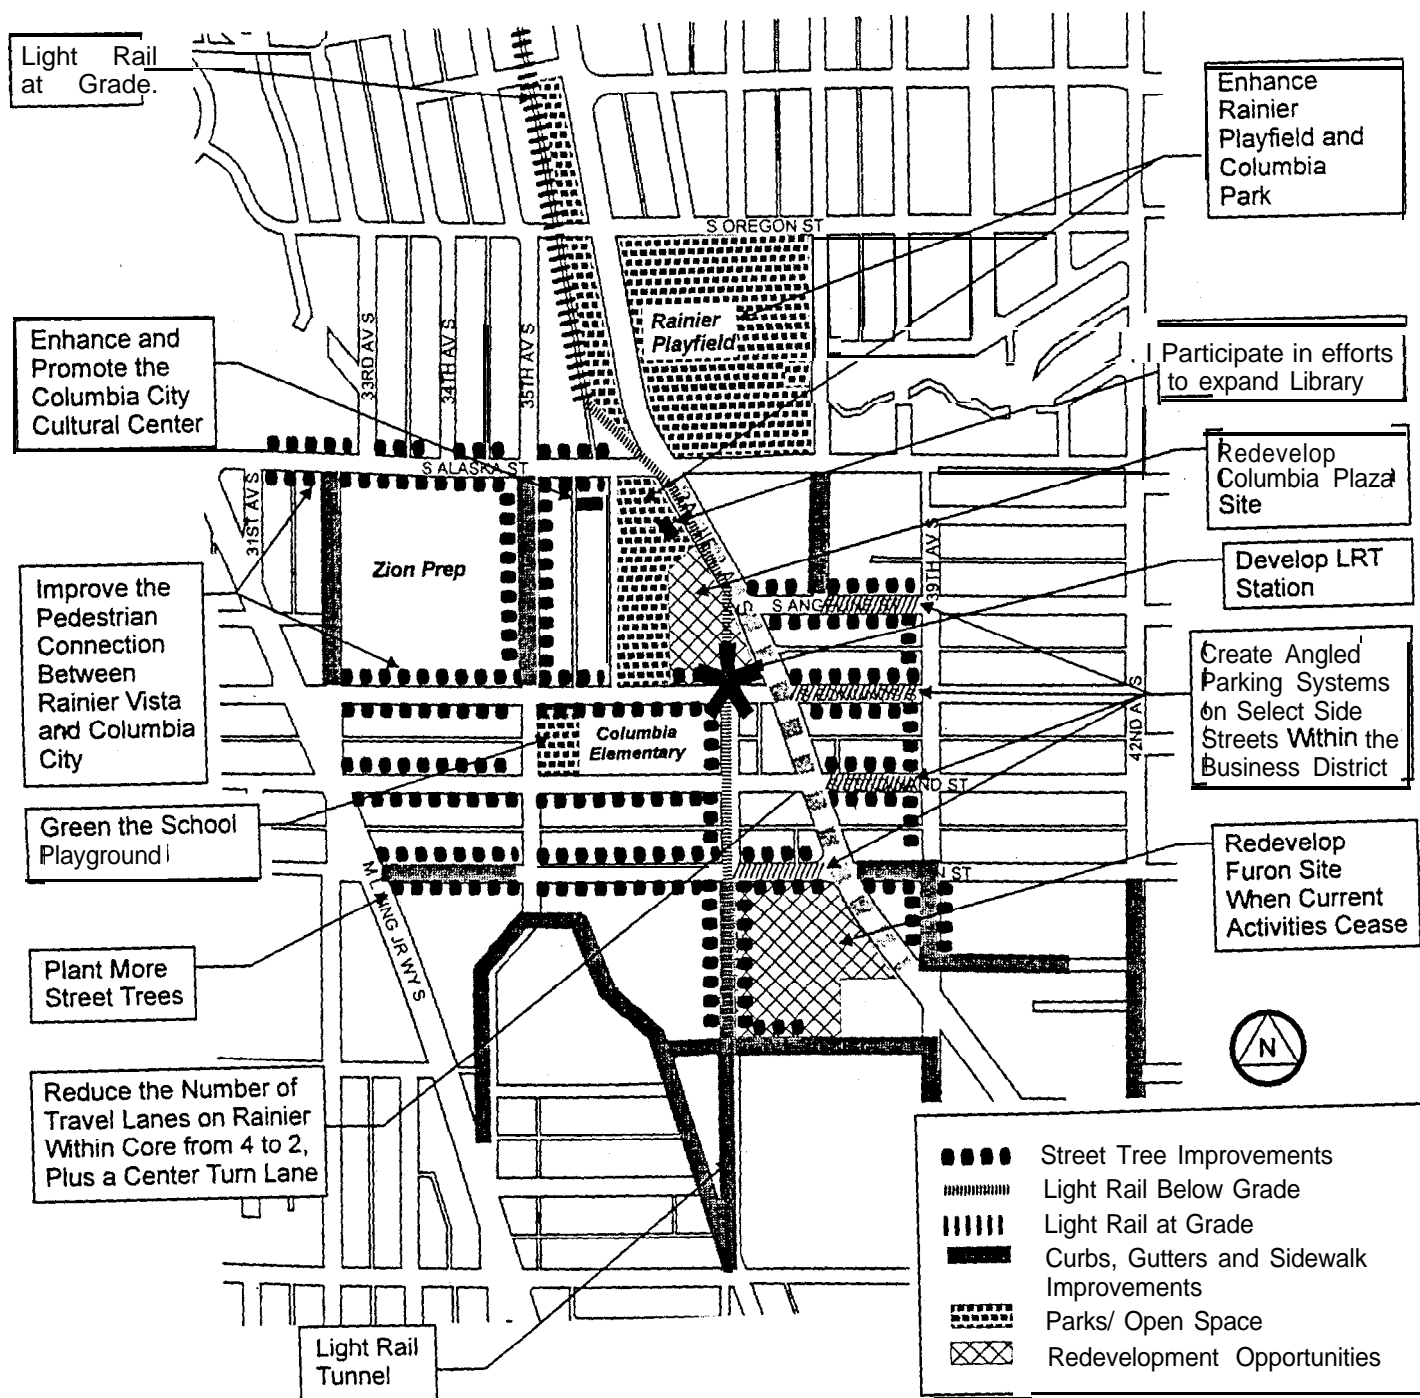 Light Rail
at Grade.
Enhance
Rainier
Playfield and
Columbia
Park
S OREGON ST
Rainier
Playfield
Enhance and
Promote the
Columbia City
Cultural Center
33RD AV S
34TH AV S
35TH AV S
Participate in efforts
to expand Library
S ALASKA ST
Redevelop
Columbia Plaza
Site
31ST AV S
Zion Prep
39TH AV S
Develop LRT
Station
Improve the
Pedestrian
Connection
Between
Rainier Vista
and Columbia
City
S ANG
Create Angled
Parking Systems
on Select Side
Streets Within the
Business District
42ND AV S
Columbia
Elementary
AND ST
Green the School
Playground
Redevelop
Furon Site
When Current
Activities Cease
N ST
M L KING JR WY S
Plant More
Street Trees
N
Reduce the Number of
Travel Lanes on Rainier
Within Core from 4 to 2,
Plus a Center Turn Lane
Street Tree Improvements
Light Rail Below Grade
Light Rail at Grade
Curbs, Gutters and Sidewalk
Improvements
Parks/ Open Space
Redevelopment Opportunities
Light Rail
Tunnel